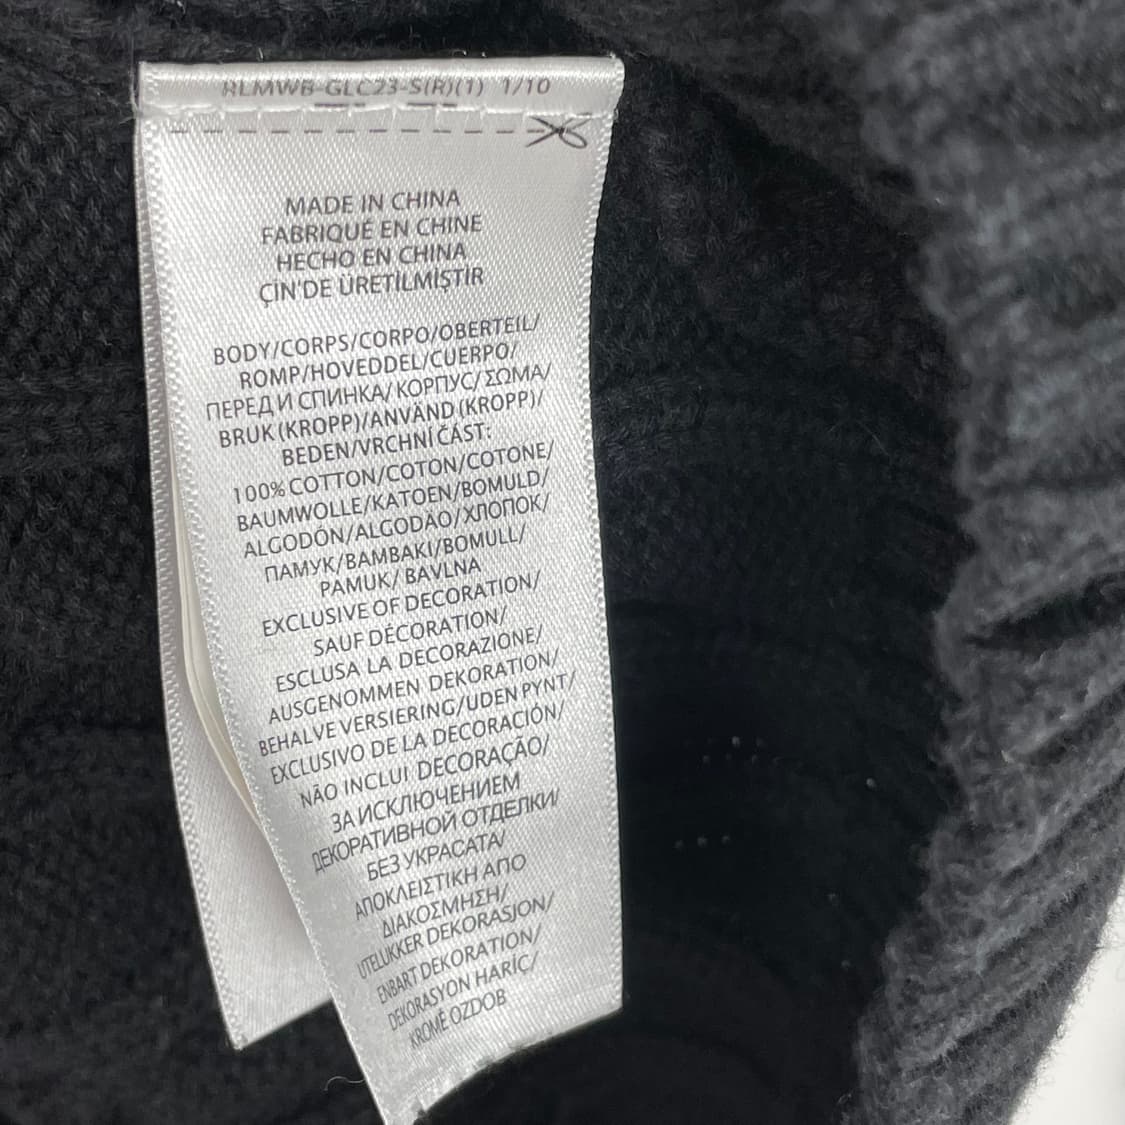 RLMWB-GLC23-S(R)(1) 1/10
MADE IN CHINA
FABRIQUÉ EN CHINE
HECHO EN CHINA
ÇİN'DE ÜRETİLMİŞTİR
BODY/CORPS/CORPO/OBERTEIL/
ROMP/HOVEDDEL/CUERPO/
ПЕРЕД И СПИНКА/КОРПУС/ΣΩΜΑ/
BRUK (KROPP)/ANVÄND (KROPP)/
BEDEN/VRCHNÍ ČÁST:
100% COTTON/COTON/COTONE/
BAUMWOLLE/KATOEN/BOMULD/
ALGODÓN/ALGODAO/ХЛОПОК/
ПАМУК/BAMBAKI/BOMULL/
PAMUK/ BAVLNA
EXCLUSIVE OF DECORATION/
SAUF DÉCORATION/
ESCLUSA LA DECORAZIONE/
AUSGENOMMEN DEKORATION/
BEHALVE VERSIERING/UDEN PYNT/
EXCLUSIVO DE LA DECORACIÓN/
NÃO INCLUI DECORAÇÃO/
ЗА ИСКЛЮЧЕНИЕМ
ДЕКОРАТИВНОЙ ОТДЕЛКИ/
БЕЗ УКРАСАТА/
ΑΠΟΚΛΕΙΣΤΙΚΗ ΑΠΟ
ΔΙΑΚΟΣΜΗΣΗ/
UTELUKKER DEKORASJON/
ENBART DEKORATION/
DEKORASYON HARİÇ/
KROMĚ OZDOB